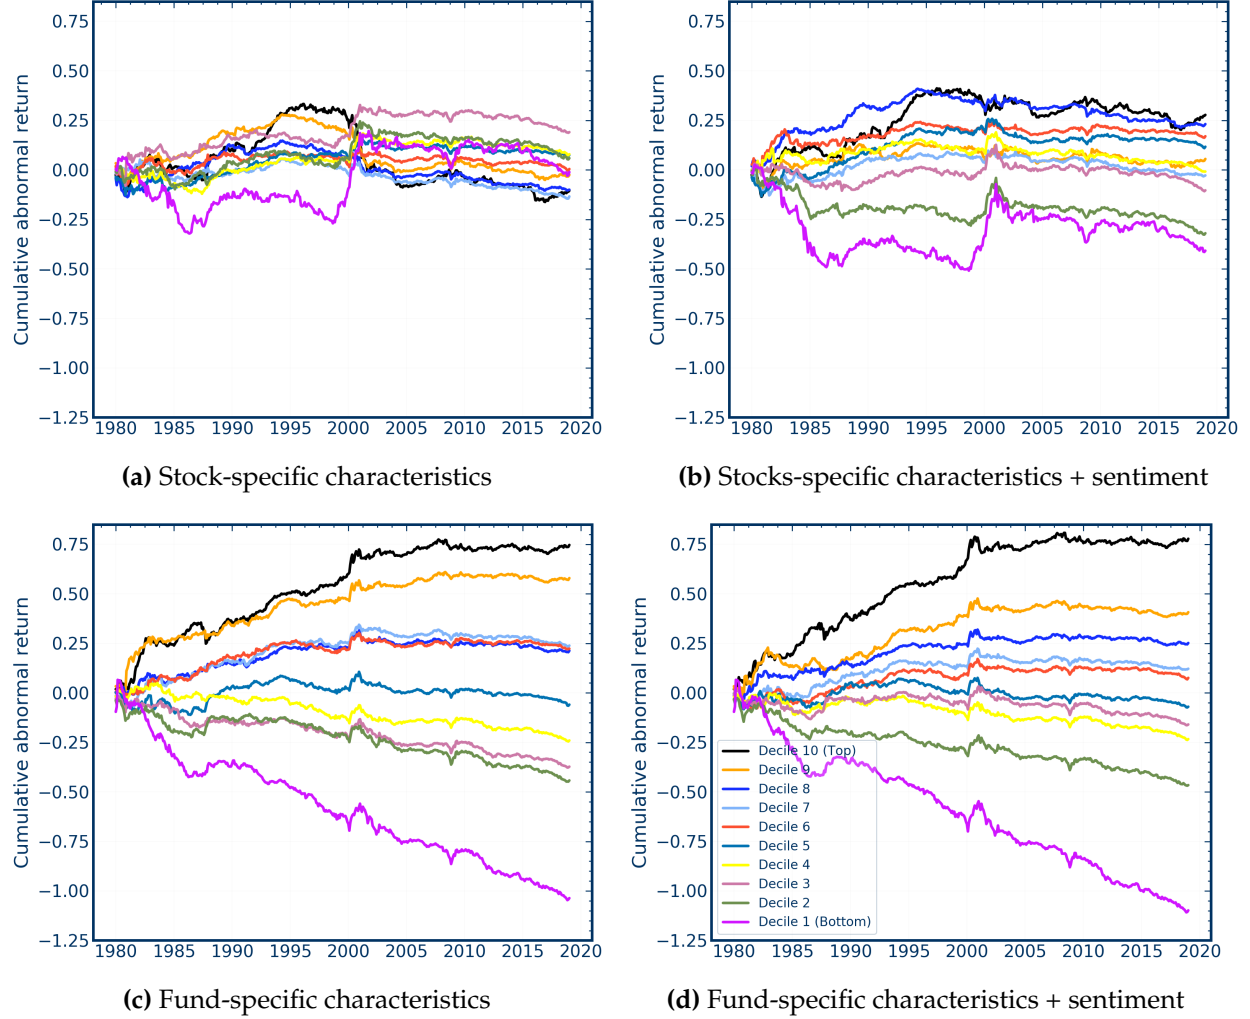 Cumulative abnormal return
0.75
0.50
0.25
0.00
−0.25
−0.50
−0.75
−1.00
−1.25
1980 1985 1990 1995 2000 2005 2010 2015 2020
(a) Stock-specific characteristics
Cumulative abnormal return
0.75
0.50
0.25
0.00
−0.25
−0.50
−0.75
−1.00
−1.25
1980 1985 1990 1995 2000 2005 2010 2015 2020
(b) Stocks-specific characteristics + sentiment
Cumulative abnormal return
0.75
0.50
0.25
0.00
−0.25
−0.50
−0.75
−1.00
−1.25
1980 1985 1990 1995 2000 2005 2010 2015 2020
(c) Fund-specific characteristics
Cumulative abnormal return
0.75
0.50
0.25
0.00
−0.25
−0.50
−0.75
−1.00
−1.25
Decile 10 (Top)
Decile 9
Decile 8
Decile 7
Decile 6
Decile 5
Decile 4
Decile 3
Decile 2
Decile 1 (Bottom)
1980 1985 1990 1995 2000 2005 2010 2015 2020
(d) Fund-specific characteristics + sentiment